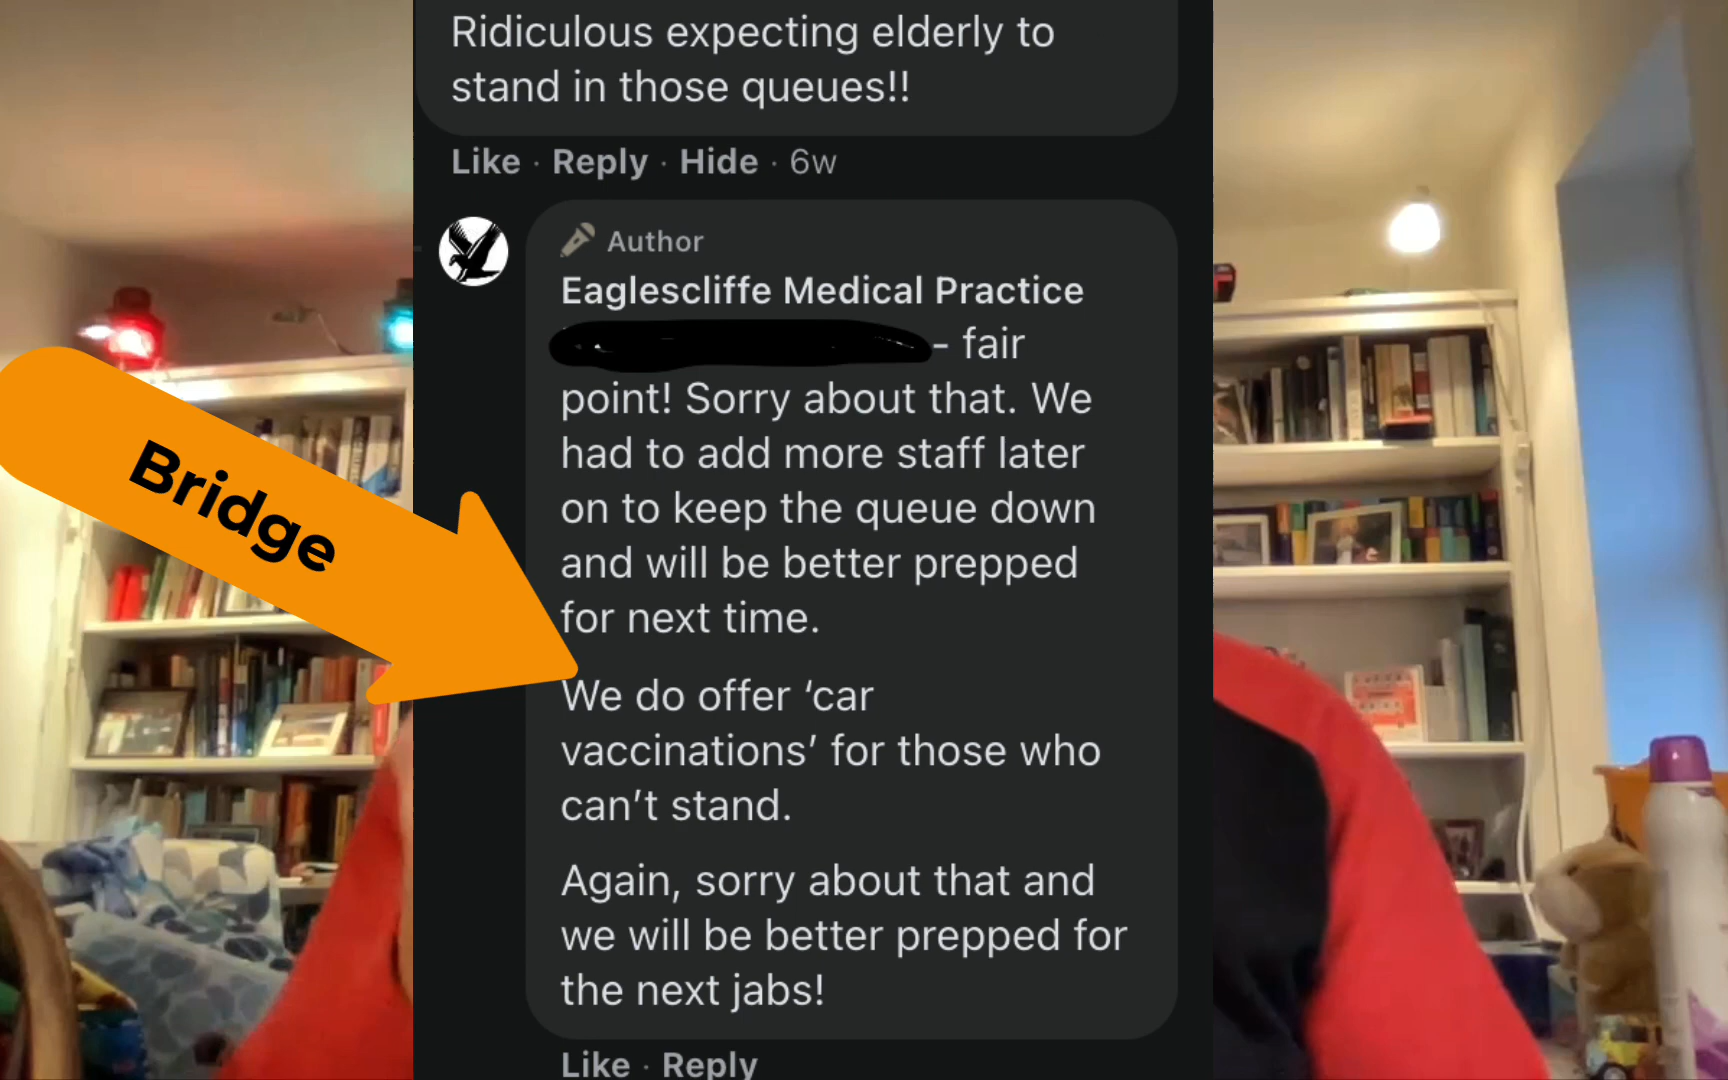 Ridiculous expecting elderly to
stand in those queues!!
Like · Reply · Hide · 6w
Author
Eaglescliffe Medical Practice
- fair
point! Sorry about that. We
had to add more staff later
on to keep the queue down
and will be better prepped
for next time.
Bridge
We do offer ‘car
vaccinations’ for those who
can’t stand.
Again, sorry about that and
we will be better prepped for
the next jabs!
Like · Reply